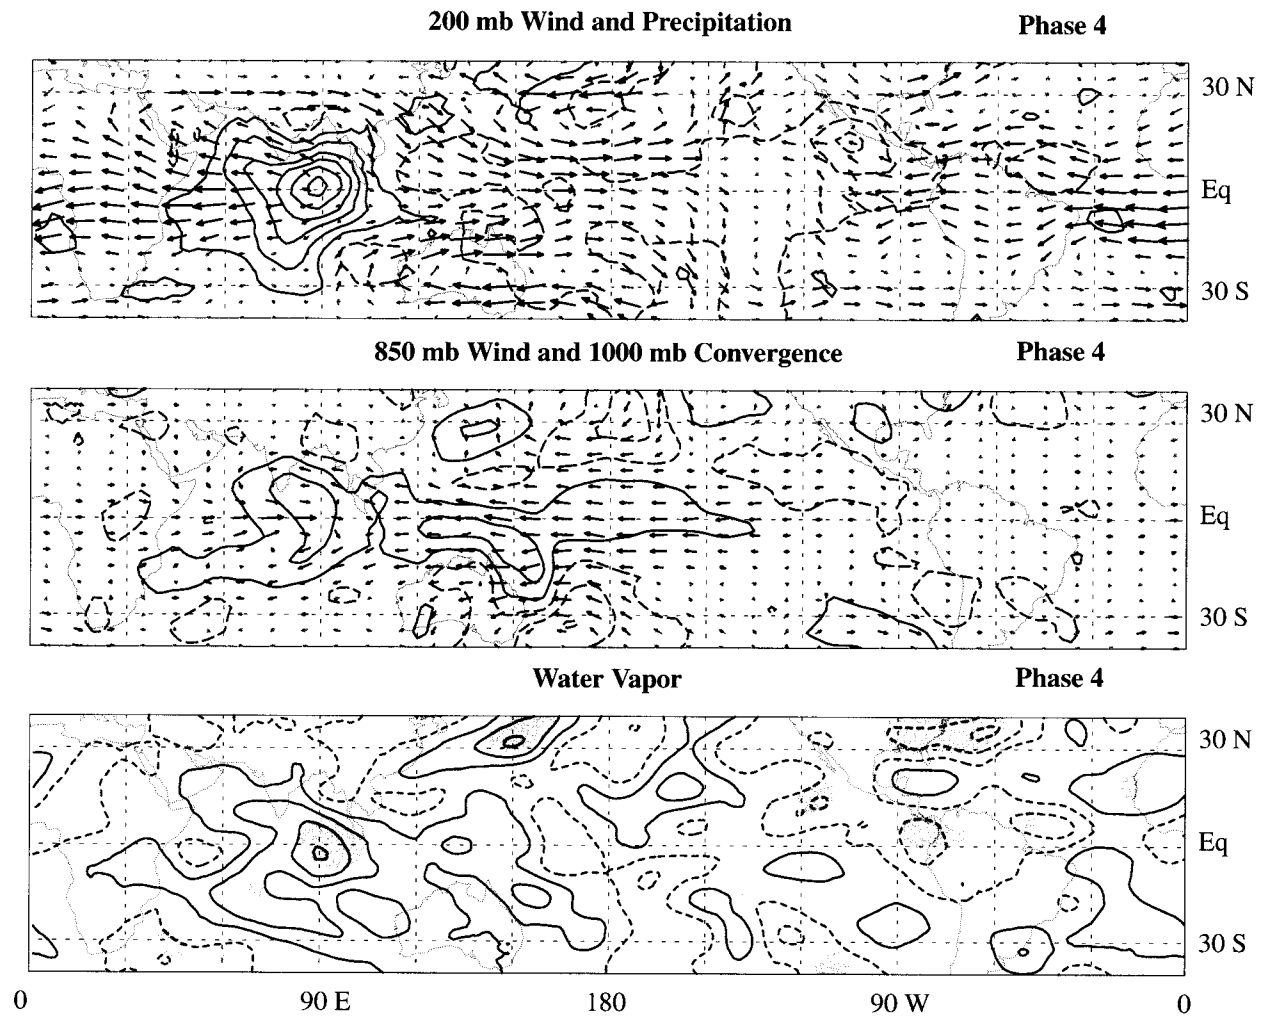 200 mb Wind and Precipitation Phase 4
30 N
Eq
30 S
850 mb Wind and 1000 mb Convergence Phase 4
30 N
Eq
30 S
Water Vapor Phase 4
30 N
Eq
30 S
0 90 E 180 90 W 0